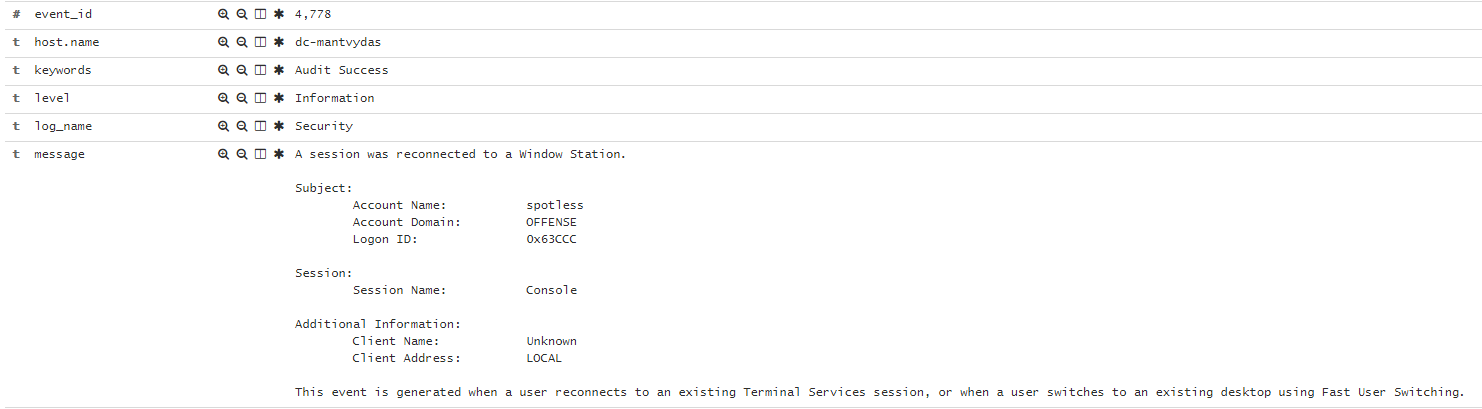 # event_id 4,778
t host.name dc-mantvydas
t keywords Audit Success
t level Information
t log_name Security
t message A session was reconnected to a Window Station.
Subject:
Account Name: spotless
Account Domain: OFFENSE
Logon ID: 0x63CCC
Session:
Session Name: Console
Additional Information:
Client Name: Unknown
Client Address: LOCAL
This event is generated when a user reconnects to an existing Terminal Services session, or when a user switches to an existing desktop using Fast User Switching.